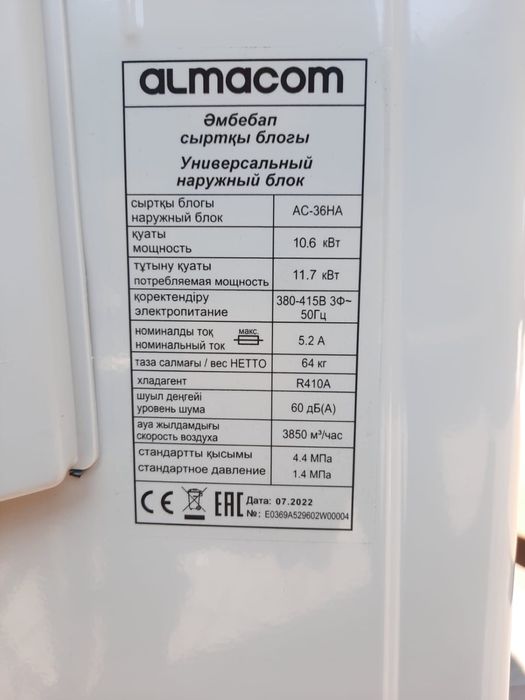 almacom
Әмбебап
сыртқы блогы
Универсальный
наружный блок
сыртқы блогы
наружный блок
AC-36HA
қуаты
мощность
10.6 кВт
тұтыну қуаты
потребляемая мощность
11.7 кВт
қоректендіру
электропитание
380-415В 3Ф~
50Гц
номиналды тоқ
номинальный ток
макс.
5.2 А
таза салмағы / вес НЕТТО
64 кг
хладагент
R410A
шуыл деңгейі
уровень шума
60 дБ(А)
ауа жылдамдығы
скорость воздуха
3850 м³/час
стандартты қысымы
стандартное давление
4.4 МПа
1.4 МПа
CE
EAC
Дата: 07.2022
№: E0369A529602W00004